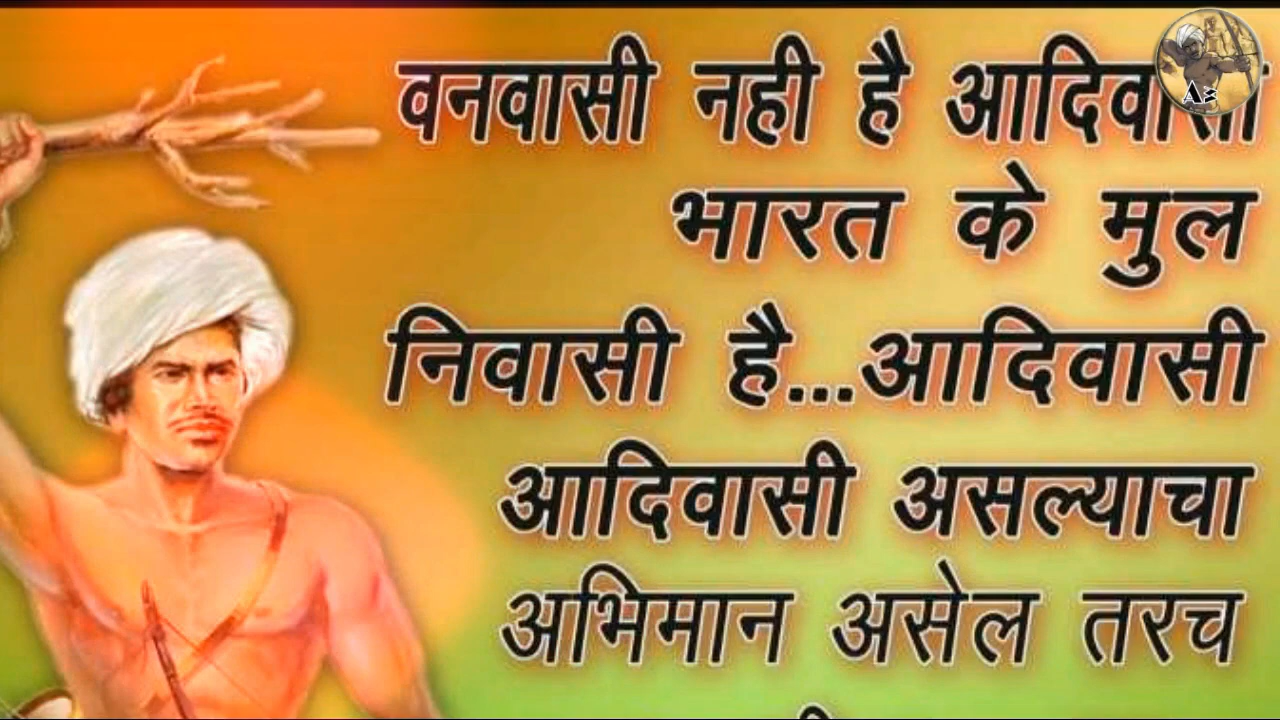 वनवासी नही है आदिवासी
भारत के मुल
निवासी है...आदिवासी
आदिवासी असल्याचा
अभिमान असेल तरच